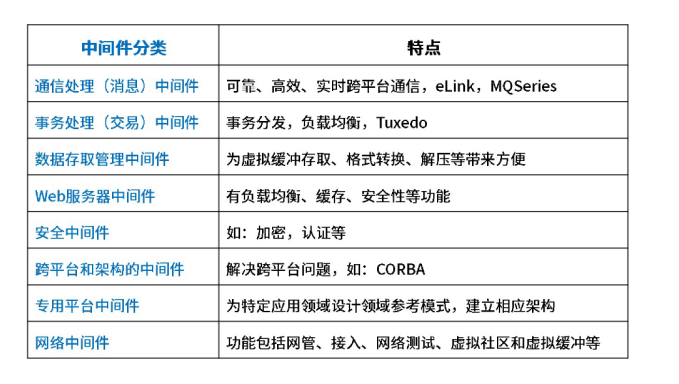 中间件分类 特点
通信处理（消息）中间件 可靠、高效、实时跨平台通信，eLink，MQSeries
事务处理（交易）中间件 事务分发，负载均衡，Tuxedo
数据存取管理中间件 为虚拟缓冲存取、格式转换、解压等带来方便
Web服务器中间件 有负载均衡、缓存、安全性等功能
安全中间件 如：加密，认证等
跨平台和架构的中间件 解决跨平台问题，如：CORBA
专用平台中间件 为特定应用领域设计领域参考模式，建立相应架构
网络中间件 功能包括网管、接入、网络测试、虚拟社区和虚拟缓冲等